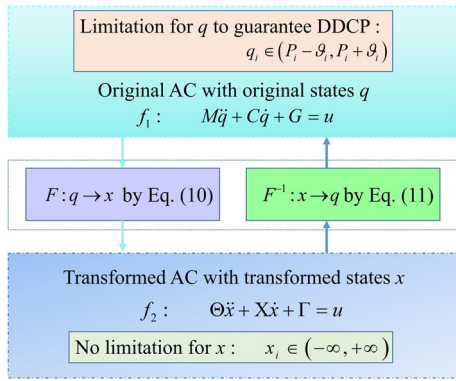 Limitation for q to guarantee DDCP :
q_i ∈ (P_i − ϑ_i, P_i + ϑ_i)
Original AC with original states q
f_1 :   Mq̈ + Cq̇ + G = u
F : q → x by Eq. (10)
F^{-1} : x → q by Eq. (11)
Transformed AC with transformed states x
f_2 :   Θẍ + Χẋ + Γ = u
No limitation for x :   x_i ∈ (−∞, +∞)